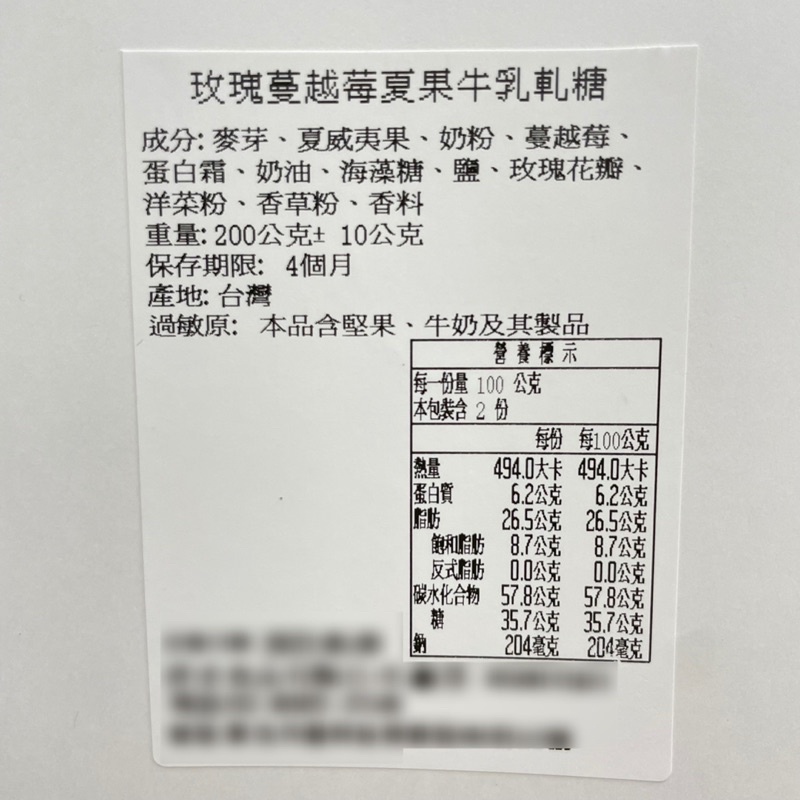 玫瑰蔓越莓夏果牛乳軋糖
成分: 麥芽、夏威夷果、奶粉、蔓越莓、
蛋白霜、奶油、海藻糖、鹽、玫瑰花瓣、
洋菜粉、香草粉、香料
重量: 200公克± 10公克
保存期限: 4個月
產地: 台灣
過敏原: 本品含堅果、牛奶及其製品
營養標示
每一份量 100 公克
本包裝含 2 份
每份 每100公克
熱量 494.0大卡 494.0大卡
蛋白質 6.2公克 6.2公克
脂肪 26.5公克 26.5公克
飽和脂肪 8.7公克 8.7公克
反式脂肪 0.0公克 0.0公克
碳水化合物 57.8公克 57.8公克
糖 35.7公克 35.7公克
鈉 204毫克 204毫克